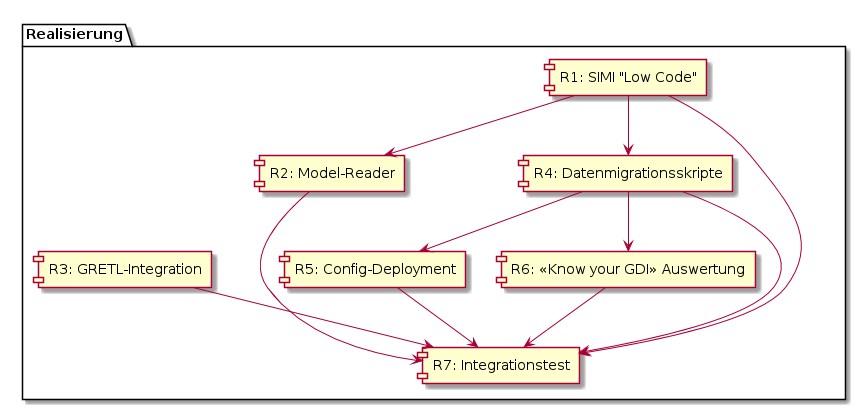 Realisierung
R1: SIMI "Low Code"
R2: Model-Reader
R4: Datenmigrationsskripte
R3: GRETL-Integration
R5: Config-Deployment
R6: «Know your GDI» Auswertung
R7: Integrationstest